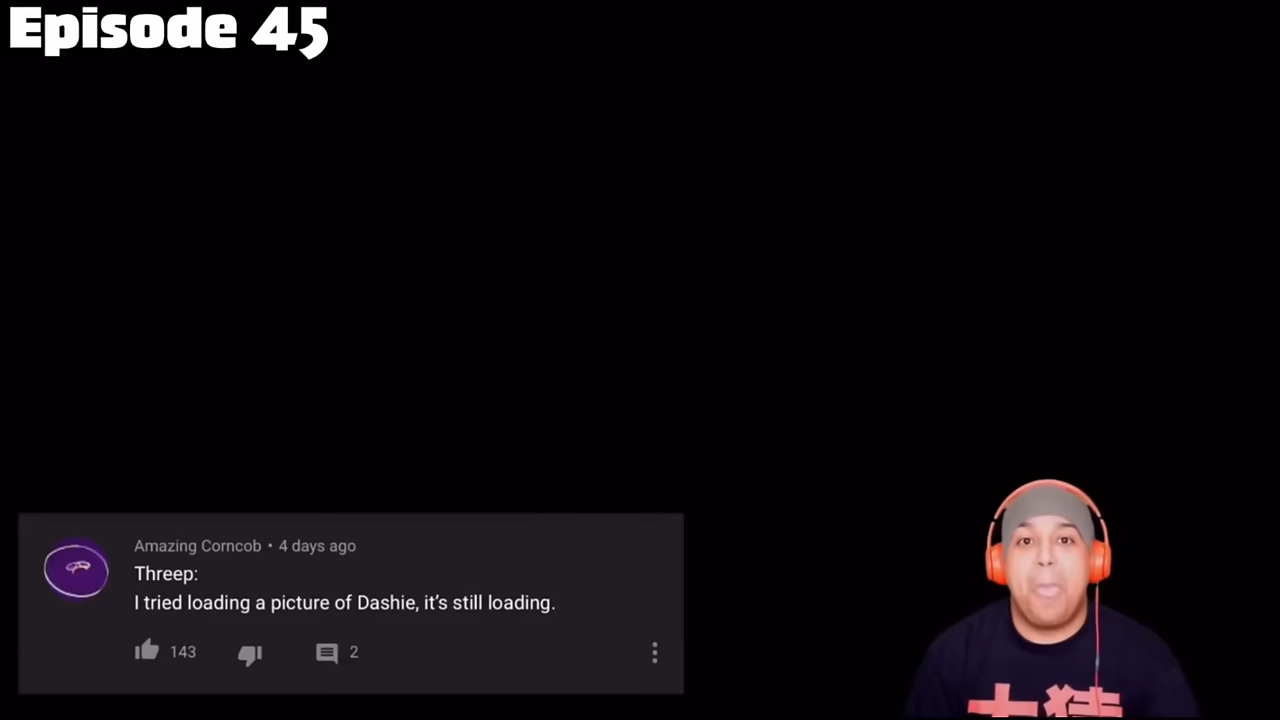 Episode 45
Amazing Corncob • 4 days ago
Threep:
I tried loading a picture of Dashie, it's still loading.
143
2